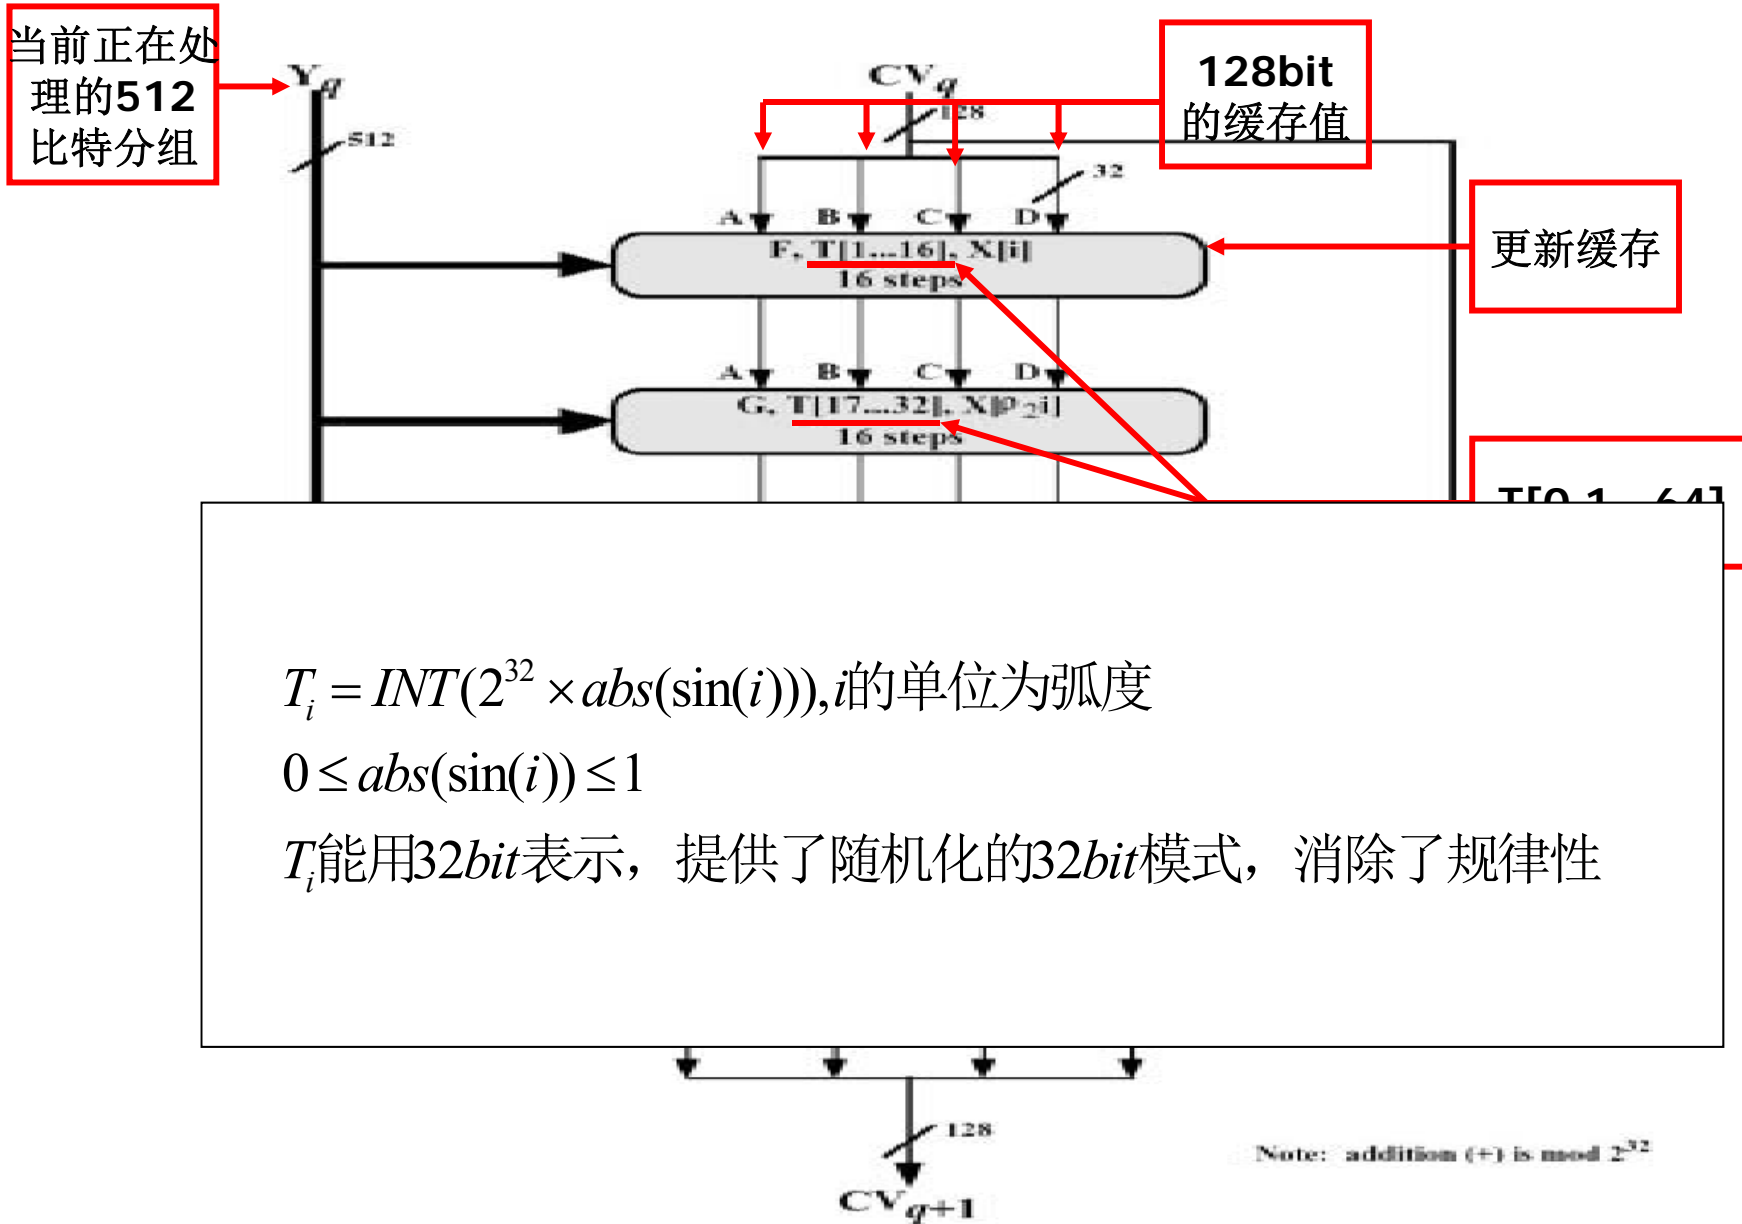 当前正在处
理的512
比特分组
Yq
512
CVq
128
128bit
的缓存值
32
A B C D
F, T[1...16], X[i]
16 steps
更新缓存
A B C D
G, T[17...32], X[ρ2i]
16 steps
Ti = INT(2^32 × abs(sin(i))), i的单位为弧度
0 ≤ abs(sin(i)) ≤ 1
Ti能用32bit表示，提供了随机化的32bit模式，消除了规律性
128
Note: addition (+) is mod 2^32
CVq+1